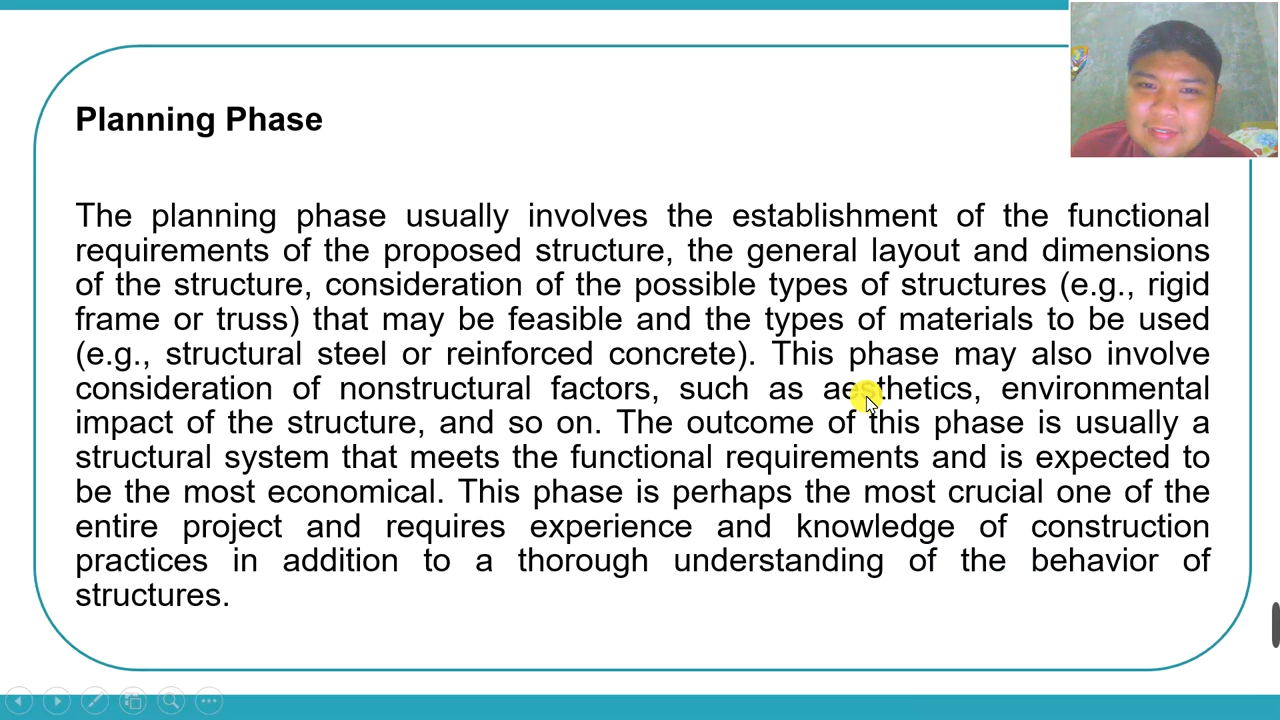 Planning Phase
The planning phase usually involves the establishment of the functional
requirements of the proposed structure, the general layout and dimensions
of the structure, consideration of the possible types of structures (e.g., rigid
frame or truss) that may be feasible and the types of materials to be used
(e.g., structural steel or reinforced concrete). This phase may also involve
consideration of nonstructural factors, such as aesthetics, environmental
impact of the structure, and so on. The outcome of this phase is usually a
structural system that meets the functional requirements and is expected to
be the most economical. This phase is perhaps the most crucial one of the
entire project and requires experience and knowledge of construction
practices in addition to a thorough understanding of the behavior of
structures.